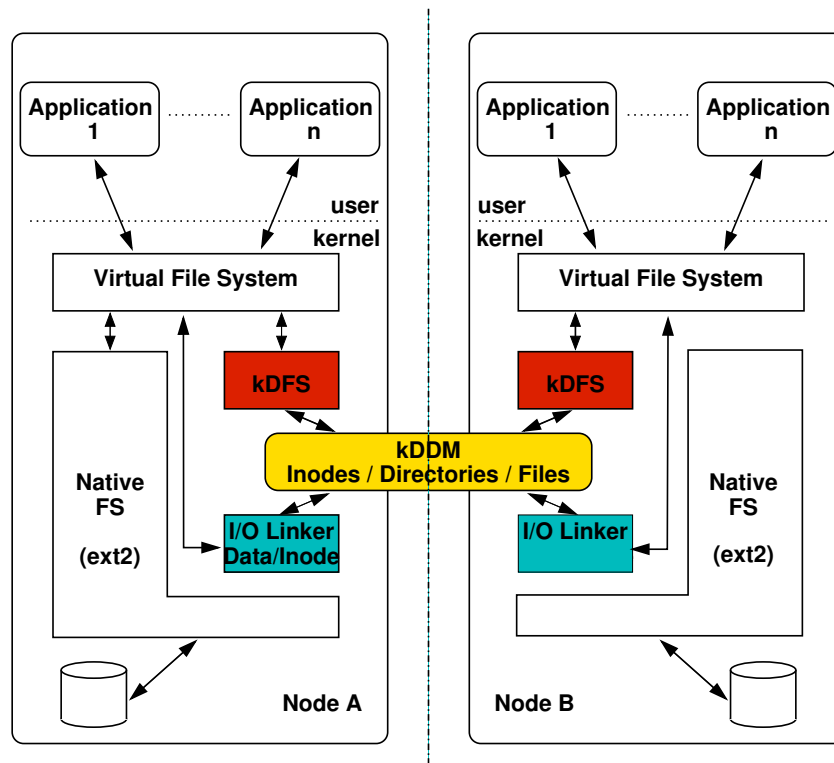 Application
1
Application
n
user
kernel
Virtual File System
kDFS
Native
FS
(ext2)
I/O Linker
Data/Inode
Node A
kDDM
Inodes / Directories / Files
Application
1
Application
n
user
kernel
Virtual File System
kDFS
I/O Linker
Native
FS
(ext2)
Node B